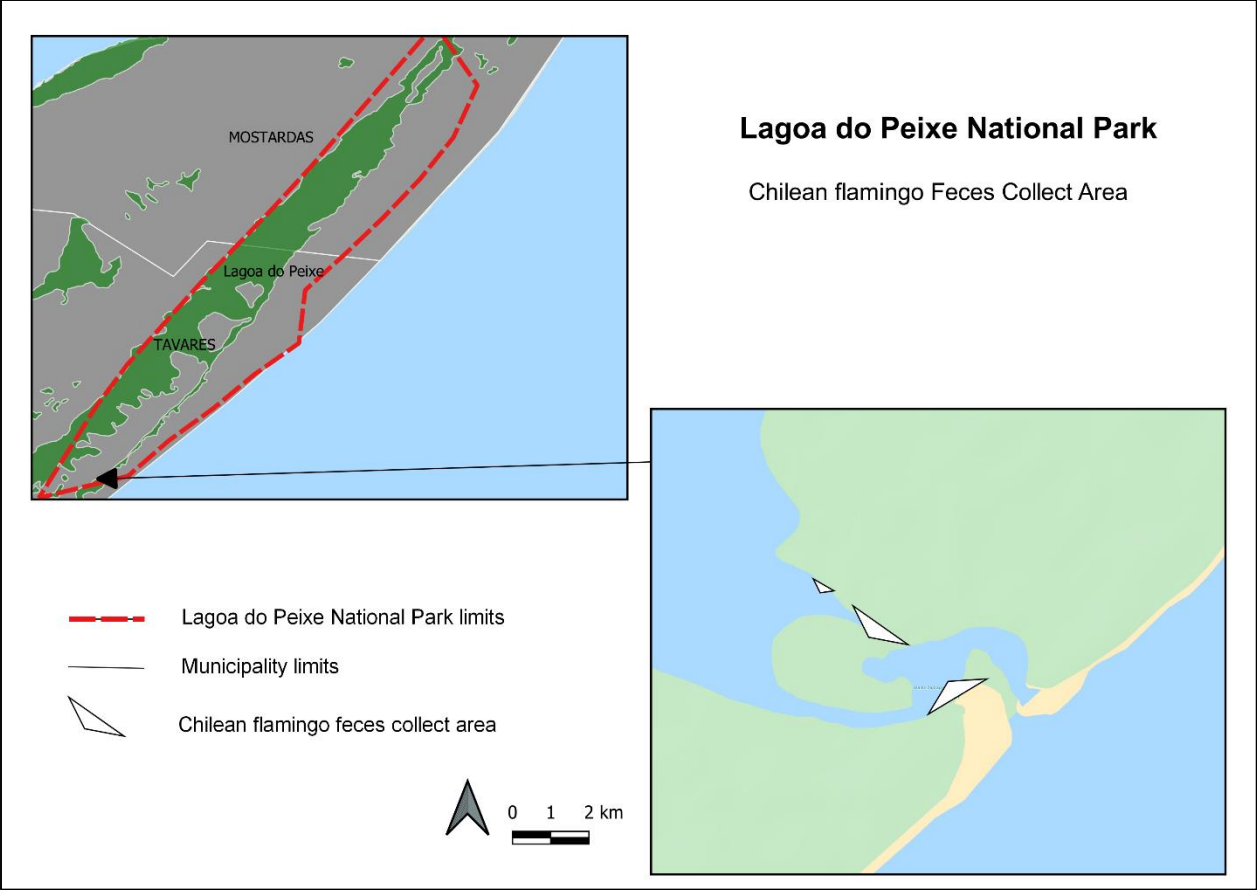 Lagoa do Peixe National Park
Chilean flamingo Feces Collect Area
MOSTARDAS
Lagoa do Peixe
TAVARES
Lagoa do Peixe National Park limits
Municipality limits
Chilean flamingo feces collect area
0 1 2 km